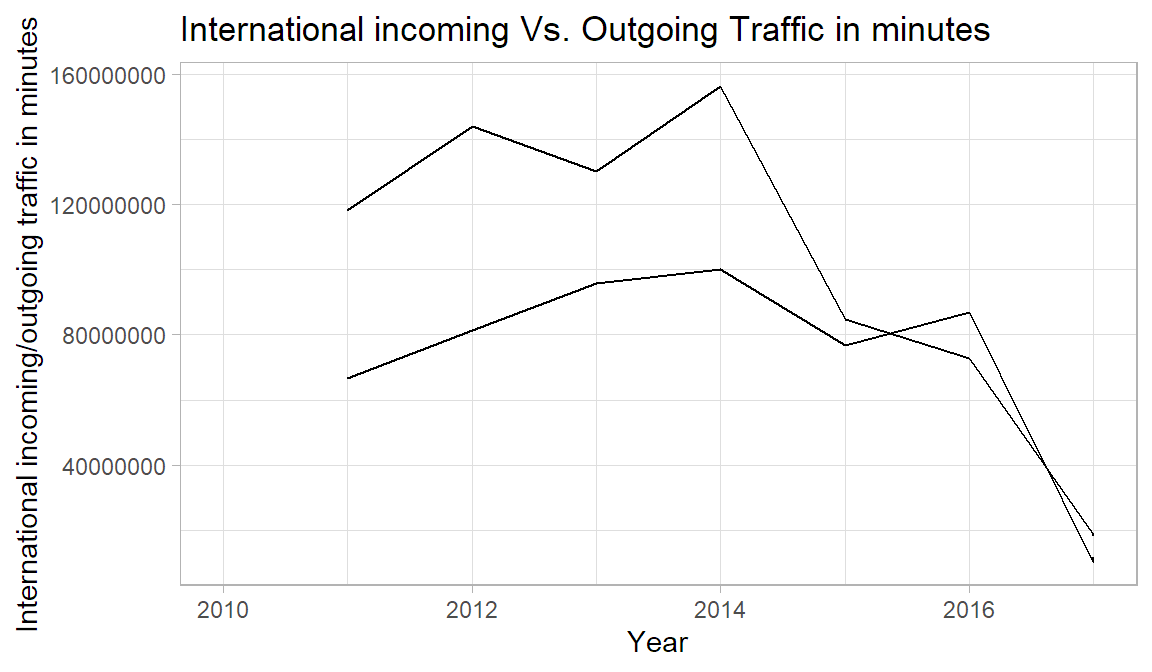 International incoming Vs. Outgoing Traffic in minutes
International incoming/outgoing traffic in minutes
160000000
120000000
80000000
40000000
2010
2012
2014
2016
Year